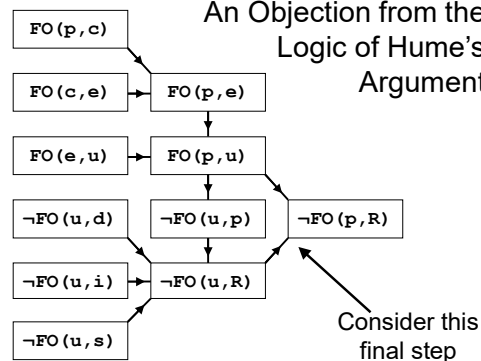 An Objection from the
Logic of Hume's
Argument
FO(p,c)
FO(c,e)
FO(p,e)
FO(e,u)
FO(p,u)
¬FO(u,d)
¬FO(u,p)
¬FO(p,R)
¬FO(u,i)
¬FO(u,R)
¬FO(u,s)
Consider this
final step